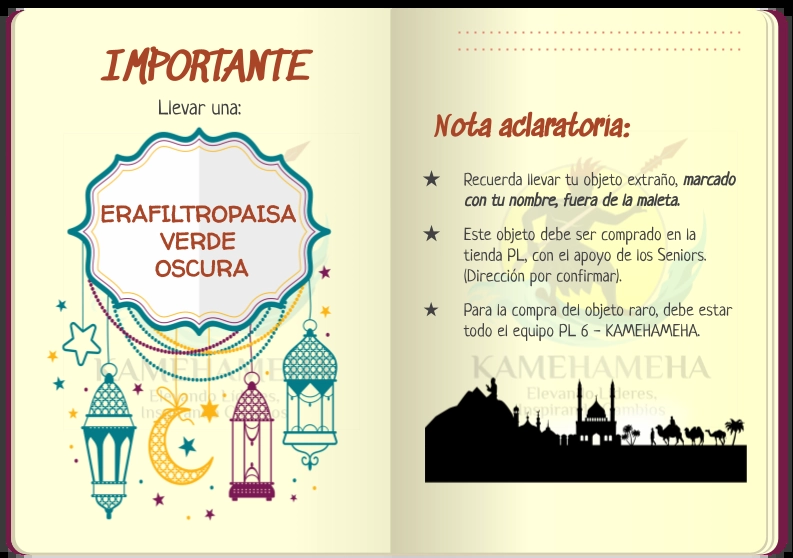 IMPORTANTE
Llevar una:
ERAFILTROPAISA
VERDE
OSCURA
KAMEHAMEHA
Elevando Líderes,
Inspirando Cambios
Nota aclaratoria:
★ Recuerda llevar tu objeto extraño, marcado
con tu nombre, fuera de la maleta.
★ Este objeto debe ser comprado en la
tienda PL, con el apoyo de los Seniors.
(Dirección por confirmar).
★ Para la compra del objeto raro, debe estar
todo el equipo PL 6 - KAMEHAMEHA.
KAMEHAMEHA
Elevando Líderes,
Inspirando Cambios